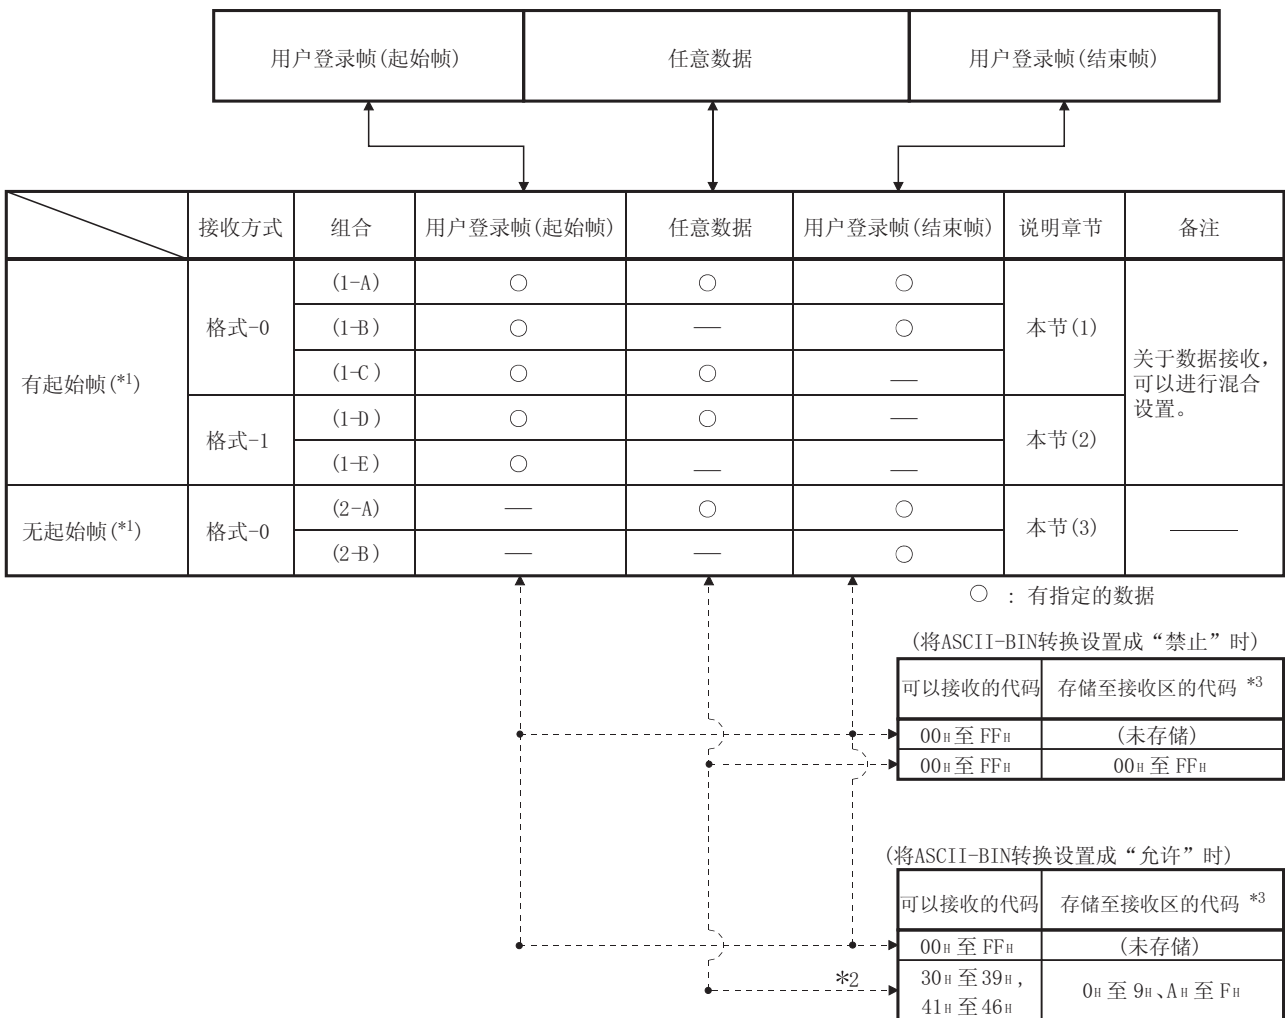 用户登录帧(起始帧) 任意数据 用户登录帧(结束帧)
接收方式 组合 用户登录帧(起始帧) 任意数据 用户登录帧(结束帧) 说明章节 备注
有起始帧(*1) 格式-0 (1-A) ○ ○ ○ 本节(1) 关于数据接收，可以进行混合设置。
(1-B) ○ — ○
(1-C) ○ ○ —
格式-1 (1-D) ○ ○ — 本节(2)
(1-E) ○ — —
无起始帧(*1) 格式-0 (2-A) — ○ ○ 本节(3) —
(2-B) — — ○
○ : 有指定的数据
(将ASCII-BIN转换设置成“禁止”时)
可以接收的代码 存储至接收区的代码 *3
00H 至 FFH (未存储)
00H 至 FFH 00H 至 FFH
(将ASCII-BIN转换设置成“允许”时)
可以接收的代码 存储至接收区的代码 *3
00H 至 FFH (未存储)
*2 30H 至 39H, 0H 至 9H、AH 至 FH
41H 至 46H